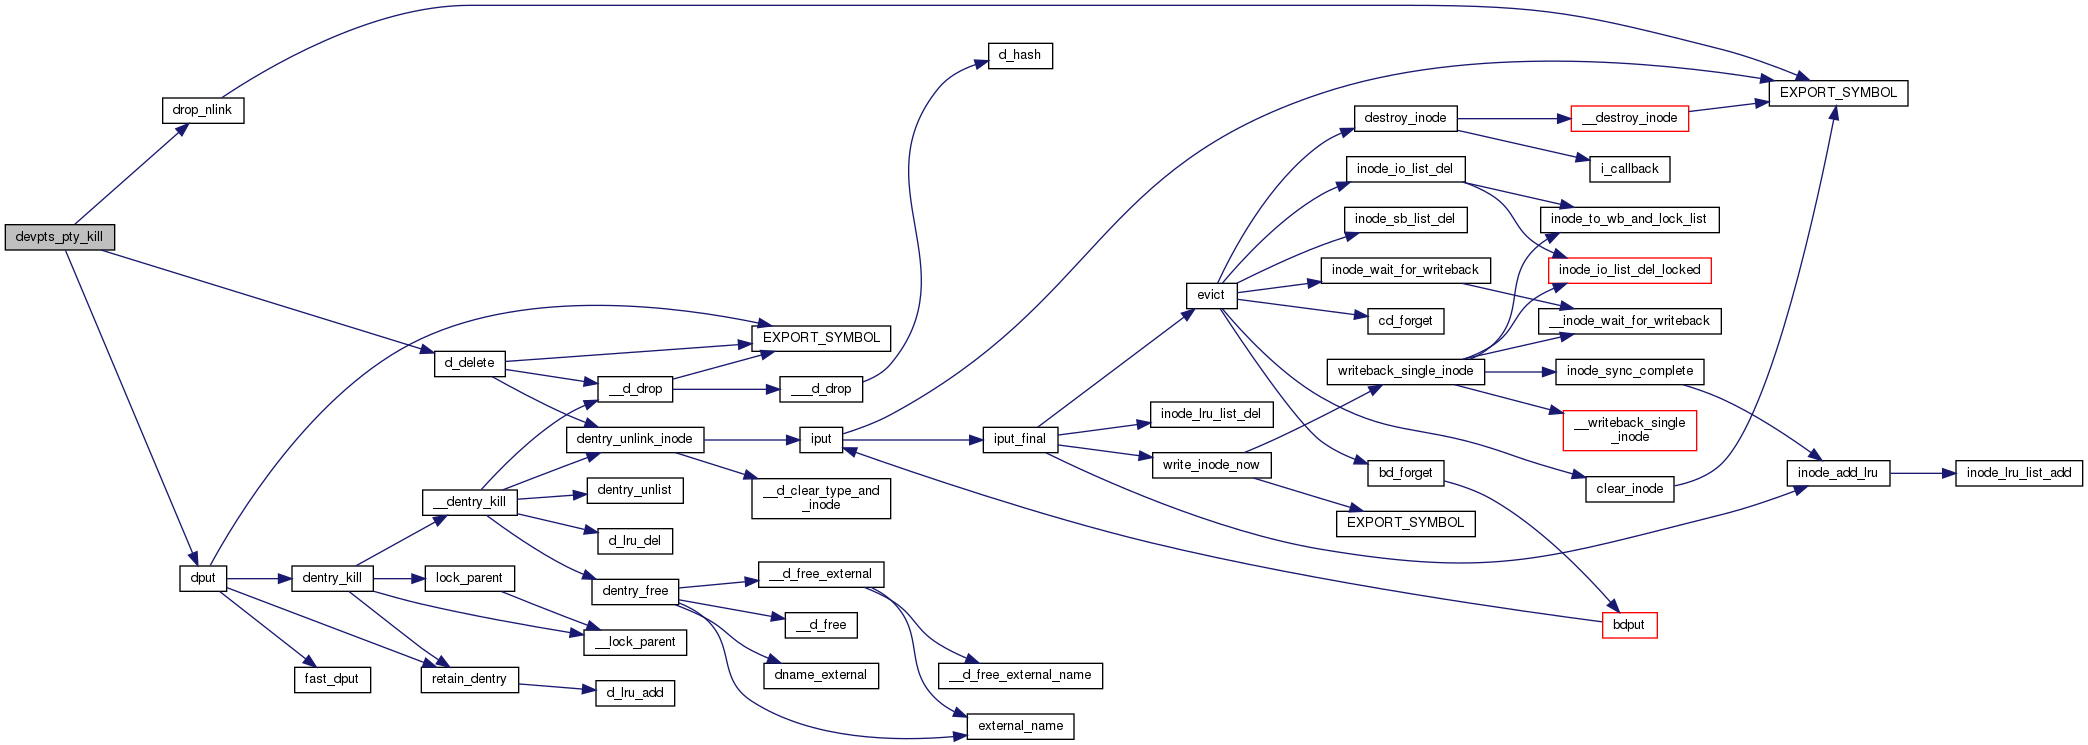 devpts_pty_kill
drop_nlink
d_delete
dput
EXPORT_SYMBOL
__d_drop
___d_drop
d_hash
dentry_unlink_inode
iput
__d_clear_type_and
_inode
__dentry_kill
dentry_unlist
d_lru_del
dentry_kill
lock_parent
__lock_parent
retain_dentry
d_lru_add
fast_dput
dentry_free
__d_free_external
__d_free
dname_external
__d_free_external_name
external_name
iput_final
evict
inode_lru_list_del
write_inode_now
EXPORT_SYMBOL
destroy_inode
__destroy_inode
i_callback
EXPORT_SYMBOL
inode_io_list_del
inode_to_wb_and_lock_list
inode_sb_list_del
inode_io_list_del_locked
inode_wait_for_writeback
__inode_wait_for_writeback
cd_forget
writeback_single_inode
inode_sync_complete
__writeback_single
_inode
bd_forget
clear_inode
bdput
inode_add_lru
inode_lru_list_add